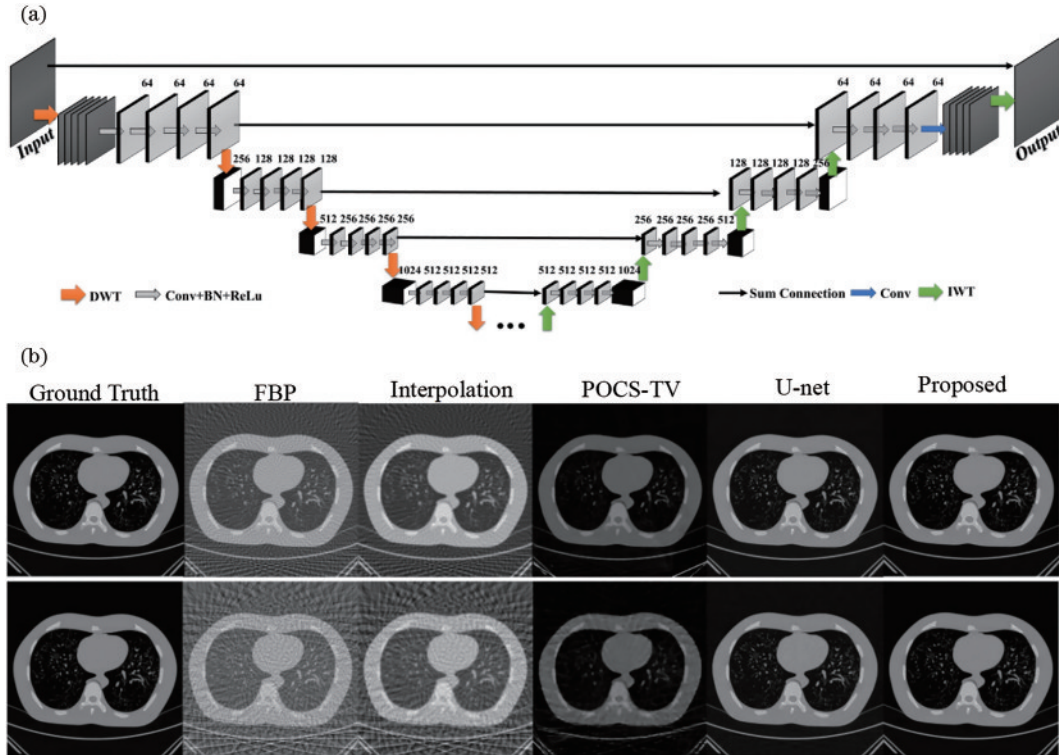 (a)
64 64 64 64
64 64 64 64
Input
Output
256 128 128 128 128
128 128 128 128 256
512 256 256 256 256
256 256 256 256 512
1024 512 512 512 512
512 512 512 512 1024
DWT
Conv+BN+ReLu
•••
Sum Connection
Conv
IWT
(b)
Ground Truth FBP Interpolation POCS-TV U-net Proposed